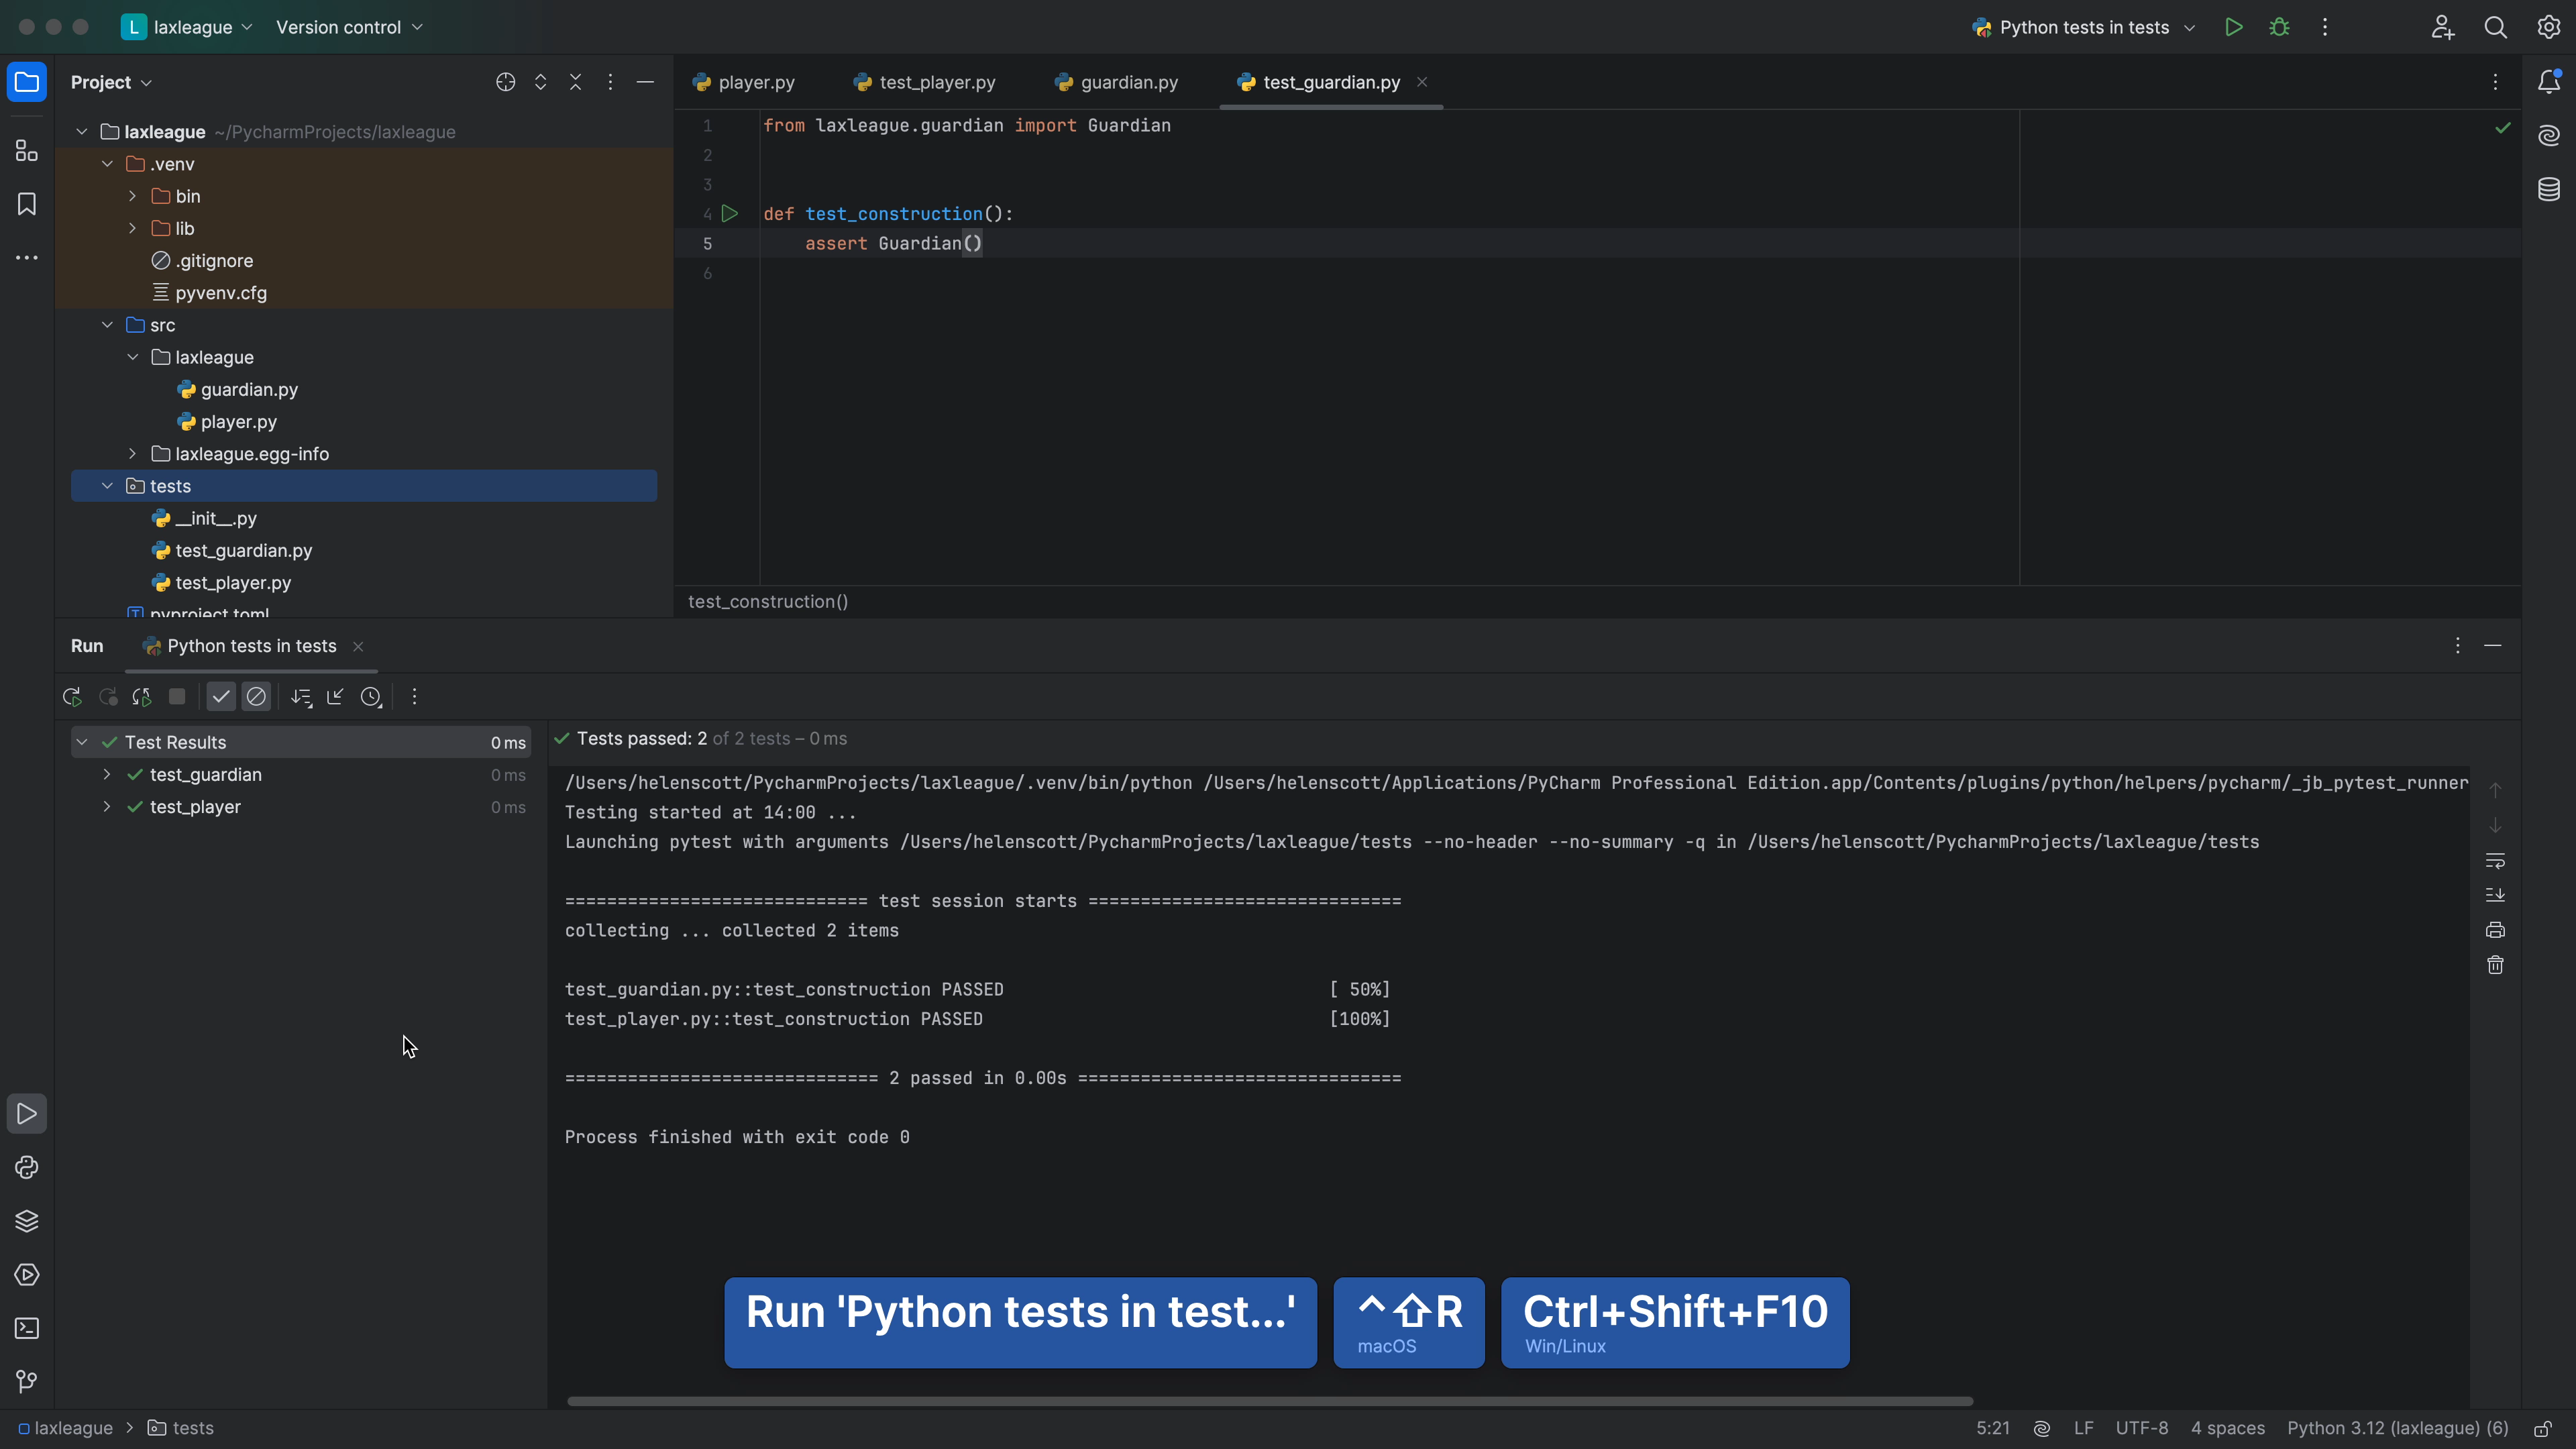 L laxleague Version control Python tests in tests
Project
player.py test_player.py guardian.py test_guardian.py
laxleague ~/PycharmProjects/laxleague
.venv
bin
lib
.gitignore
pyvenv.cfg
src
laxleague
guardian.py
player.py
laxleague.egg-info
tests
__init__.py
test_guardian.py
test_player.py
pyproject.toml
1 from laxleague.guardian import Guardian
2
3
4 def test_construction():
5 assert Guardian()
6
test_construction()
Run Python tests in tests
Test Results 0 ms
test_guardian 0 ms
test_player 0 ms
Tests passed: 2 of 2 tests – 0 ms
/Users/helenscott/PycharmProjects/laxleague/.venv/bin/python /Users/helenscott/Applications/PyCharm Professional Edition.app/Contents/plugins/python/helpers/pycharm/_jb_pytest_runner
Testing started at 14:00 ...
Launching pytest with arguments /Users/helenscott/PycharmProjects/laxleague/tests --no-header --no-summary -q in /Users/helenscott/PycharmProjects/laxleague/tests
============================= test session starts ==============================
collecting ... collected 2 items
test_guardian.py::test_construction PASSED [ 50%]
test_player.py::test_construction PASSED [100%]
============================== 2 passed in 0.00s ===============================
Process finished with exit code 0
Run 'Python tests in test...' ⌃⇧R Ctrl+Shift+F10
macOS Win/Linux
laxleague > tests 5:21 LF UTF-8 4 spaces Python 3.12 (laxleague) (6)